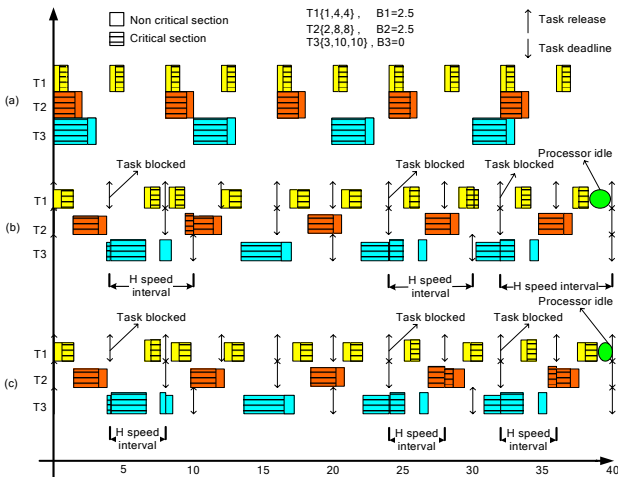 Non critical section
Critical section
T1{1,4,4} , B1=2.5
T2{2,8,8} , B2=2.5
T3{3,10,10} , B3=0
Task release
Task deadline
T1
(a)
T2
T3
Task blocked
Task blocked
Task blocked
Processor idle
T1
(b)
T2
T3
H speed
interval
H speed
interval
H speed interval
Processor idle
Task blocked
Task blocked
Task blocked
T1
T2
(c)
T3
H speed
interval
H speed
interval
H speed
interval
5 10 15 20 25 30 35 40